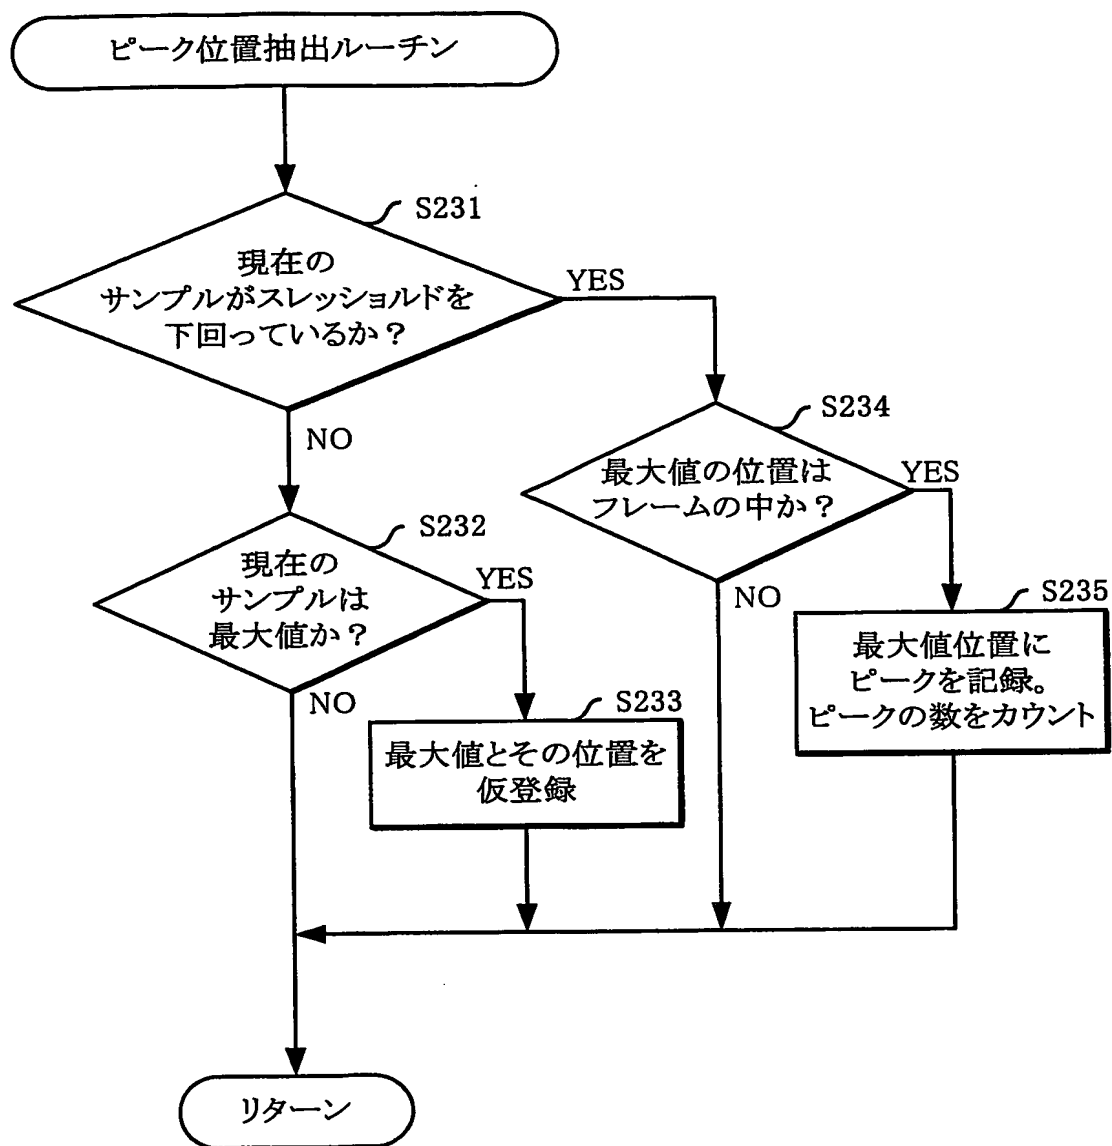 ピーク位置抽出ルーチン
S231
現在の
サンプルがスレッショルドを
下回っているか？
YES
NO
S234
最大値の位置は
フレームの中か？
YES
NO
S232
現在の
サンプルは
最大値か？
YES
NO
S235
最大値位置に
ピークを記録。
ピークの数をカウント
S233
最大値とその位置を
仮登録
リターン